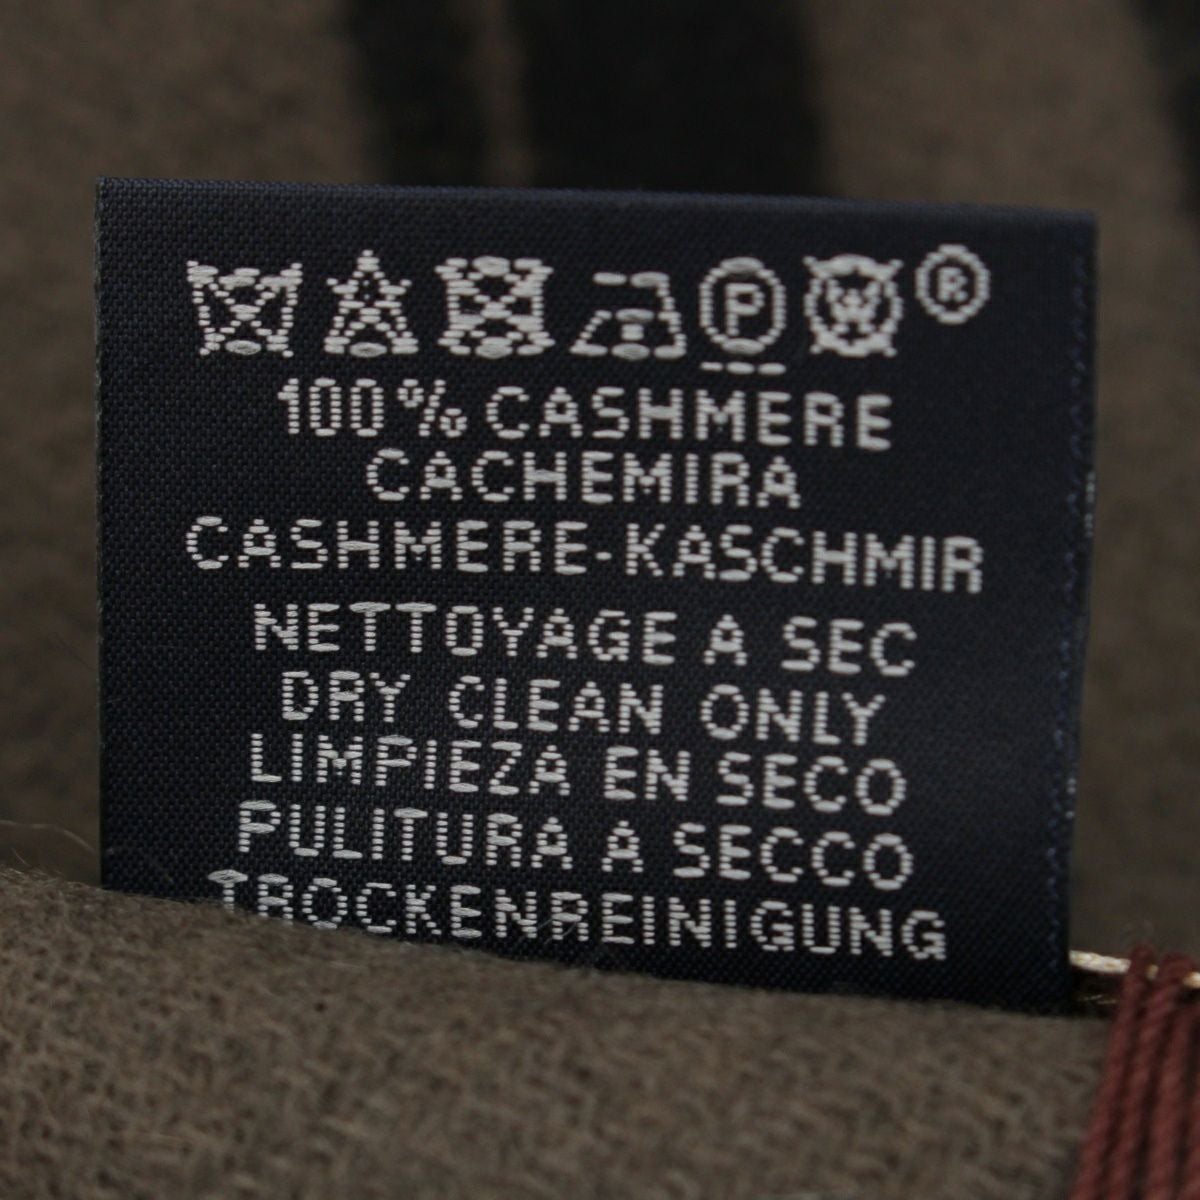 P W ®
100% CASHMERE
CACHEMIRA
CASHMERE-KASCHMIR
NETTOYAGE A SEC
DRY CLEAN ONLY
LIMPIEZA EN SECO
PULITURA A SECCO
TROCKENREINIGUNG